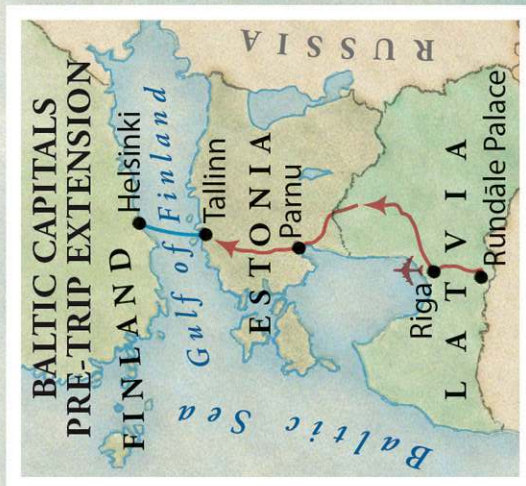 BALTIC CAPITALS
PRE-TRIP EXTENSION
FINLAND
Helsinki
Gulf of Finland
Tallinn
RUSSIA
ESTONIA
Parnu
Baltic Sea
Riga
LATVIA
Rundāle Palace